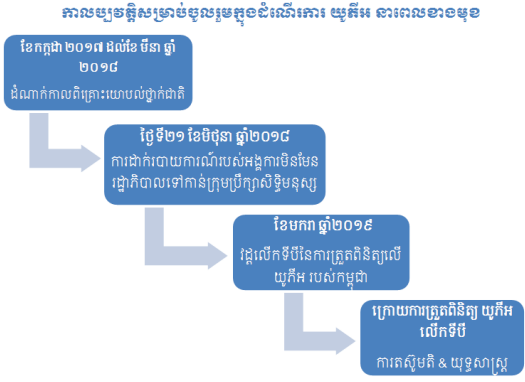 កាលប្បវត្តិសម្រាប់ចូលរួមក្នុងដំណើរការ យូភីអ នាពេលខាងមុខ
ខែកក្កដា ២០១៧ ដល់ខែ មីនា ឆ្នាំ
២០១៨
ដំណាក់កាលពិគ្រោះយោបល់ថ្នាក់ជាតិ
ថ្ងៃទី២១ ខែមិថុនា ឆ្នាំ២០១៨
ការដាក់របាយការណ៍របស់អង្គការមិនមែន
រដ្ឋាភិបាលទៅកាន់ក្រុមប្រឹក្សាសិទ្ធិមនុស្ស
ខែមករា ឆ្នាំ២០១៩
វដ្តលើកទីបីនៃការត្រួតពិនិត្យលើ
យូភីអ របស់កម្ពុជា
ក្រោយការត្រួតពិនិត្យ យូភីអ
លើកទីបី
ការតស៊ូមតិ & យុទ្ធសាស្ត្រ